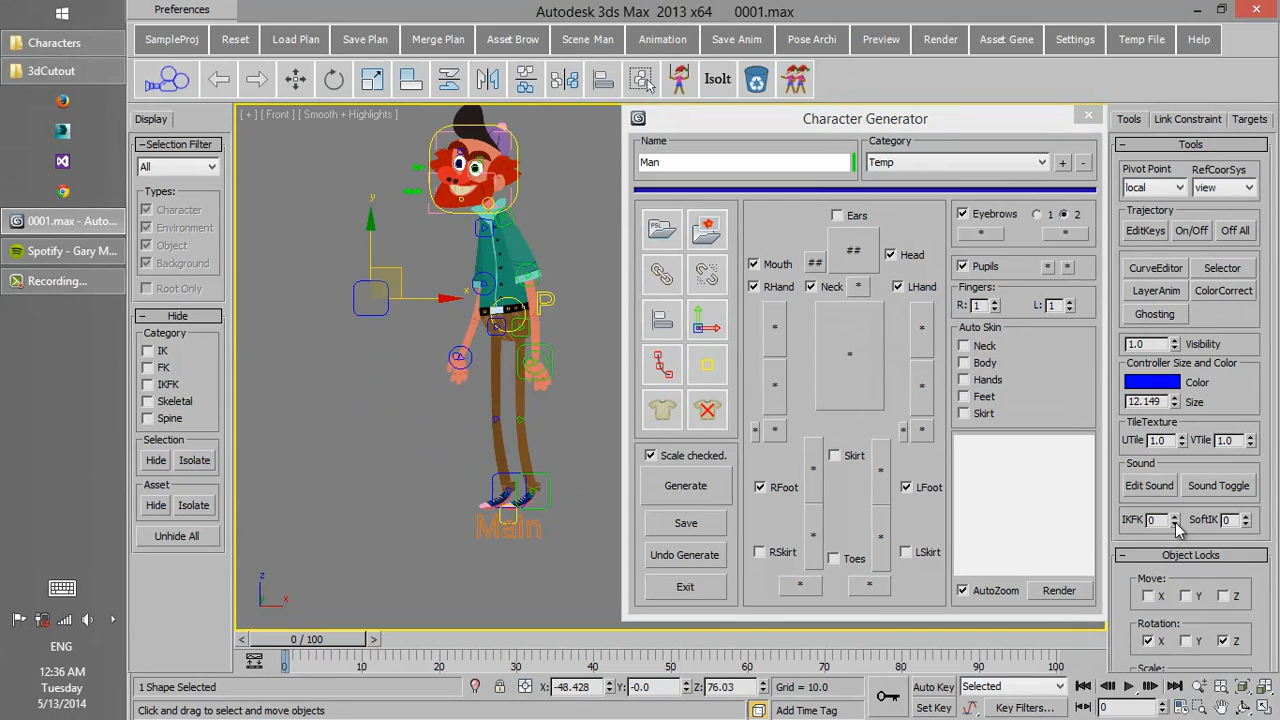 Preferences
Autodesk 3ds Max 2013 x64 0001.max
SampleProj Reset Load Plan Save Plan Merge Plan Asset Brow Scene Man Animation Save Anim Pose Archi Preview Render Asset Gene Settings Temp File Help
Isolt
Characters
3dCutout
0001.max - Auto...
Spotify - Gary M...
Recording...
ENG
12:36 AM
Tuesday
5/13/2014
Display
Selection Filter
All
Types:
Character
Environment
Object
Background
Root Only
Hide
Category
IK
FK
IKFK
Skeletal
Spine
Selection
Hide Isolate
Asset
Hide Isolate
Unhide All
[ + ] [ Front ] [ Smooth + Highlights ]
y
x
P
Main
z
y x
Character Generator
Name
Man
Category
Temp
+ -
PSL
Scale checked.
Generate
Save
Undo Generate
Exit
Ears
##
Mouth ## Head
RHand Neck * LHand
* * *
* *
* * * *
Skirt
* *
RFoot LFoot
* *
RSkirt Toes LSkirt
* *
Eyebrows 1 2
* *
Pupils * *
Fingers:
R: 1 L: 1
Auto Skin
Neck
Body
Hands
Feet
Skirt
AutoZoom Render
Tools Link Constraint Targets
Tools
Pivot Point RefCoorSys
local view
Trajectory
EditKeys On/Off Off All
CurveEditor Selector
LayerAnim ColorCorrect
Ghosting
1.0 Visibility
Controller Size and Color
Color
12.149 Size
TileTexture
UTile 1.0 VTile 1.0
Sound
Edit Sound Sound Toggle
IKFK 0 SoftIK 0
Object Locks
Move:
X Y Z
Rotation:
X Y Z
0 / 100
0 10 20 30 40 50 60 70 80 90 100
1 Shape Selected X: -48.428 Y: -0.0 Z: 76.03 Grid = 10.0 Auto Key Selected
Click and drag to select and move objects Add Time Tag Set Key Key Filters... 0